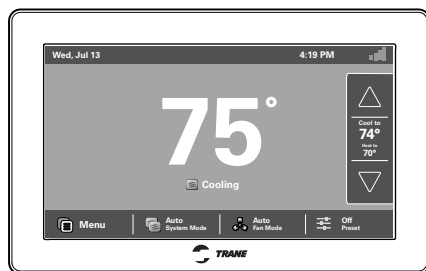 Wed, Jul 13 4:19 PM
75°
Cooling
Cool to
74°
Heat to
70°
Menu
Auto
System Mode
Auto
Fan Mode
Off
Preset
TRANE